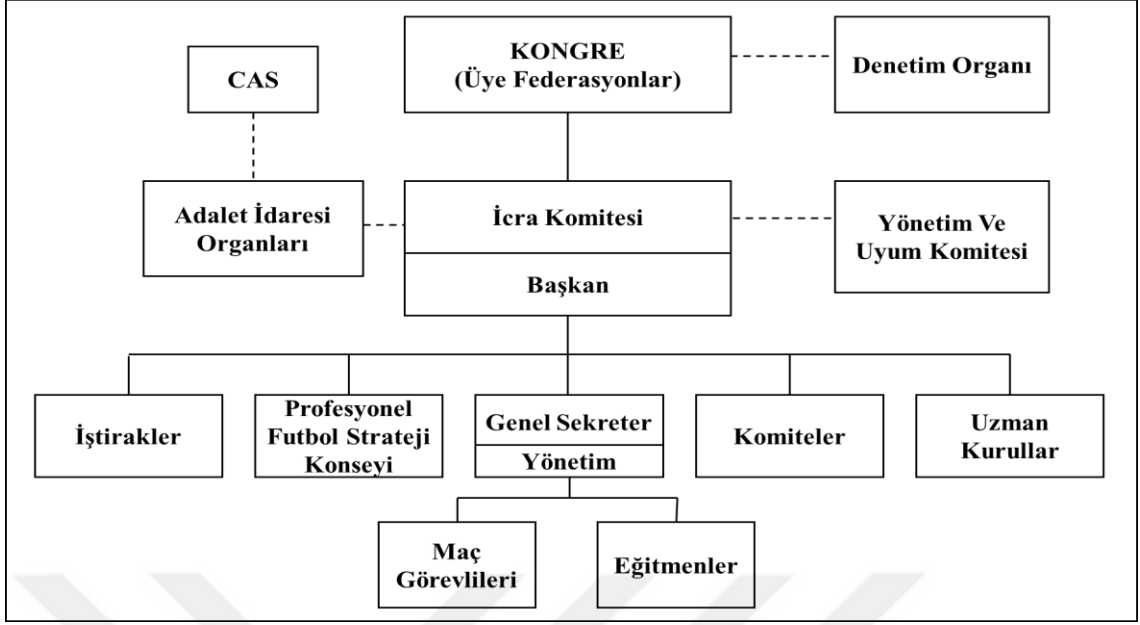 KONGRE
(Üye Federasyonlar)
CAS
Denetim Organı
Adalet İdaresi
Organları
İcra Komitesi
Başkan
Yönetim Ve
Uyum Komitesi
İştirakler
Profesyonel
Futbol Strateji
Konseyi
Genel Sekreter
Yönetim
Komiteler
Uzman
Kurullar
Maç
Görevlileri
Eğitmenler